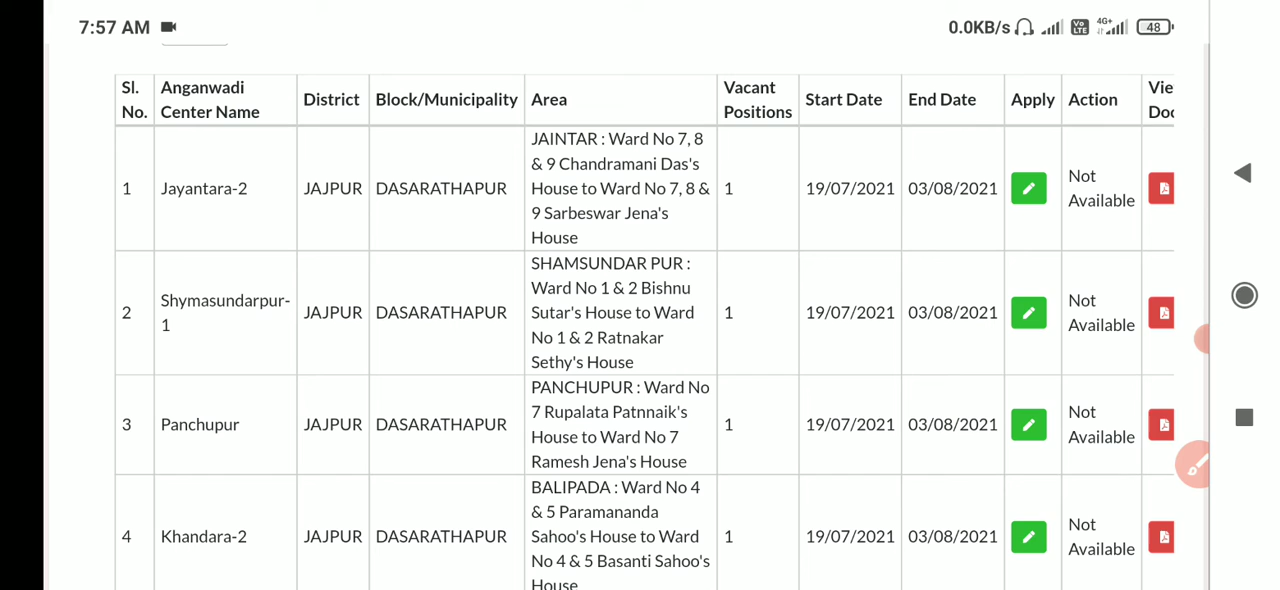 7:57 AM
0.0KB/s Vo LTE 4G+ 48
Sl. No.
Anganwadi Center Name
District
Block/Municipality
Area
Vacant Positions
Start Date
End Date
Apply
Action
Vie
Doc
1
Jayantara-2
JAJPUR
DASARATHAPUR
JAINTAR : Ward No 7, 8
& 9 Chandramani Das's
House to Ward No 7, 8 &
9 Sarbeswar Jena's
House
1
19/07/2021
03/08/2021
Not
Available
2
Shymasundarpur-
1
JAJPUR
DASARATHAPUR
SHAMSUNDAR PUR :
Ward No 1 & 2 Bishnu
Sutar's House to Ward
No 1 & 2 Ratnakar
Sethy's House
1
19/07/2021
03/08/2021
Not
Available
3
Panchupur
JAJPUR
DASARATHAPUR
PANCHUPUR : Ward No
7 Rupalata Patnnaik's
House to Ward No 7
Ramesh Jena's House
1
19/07/2021
03/08/2021
Not
Available
4
Khandara-2
JAJPUR
DASARATHAPUR
BALIPADA : Ward No 4
& 5 Paramananda
Sahoo's House to Ward
No 4 & 5 Basanti Sahoo's
House
1
19/07/2021
03/08/2021
Not
Available